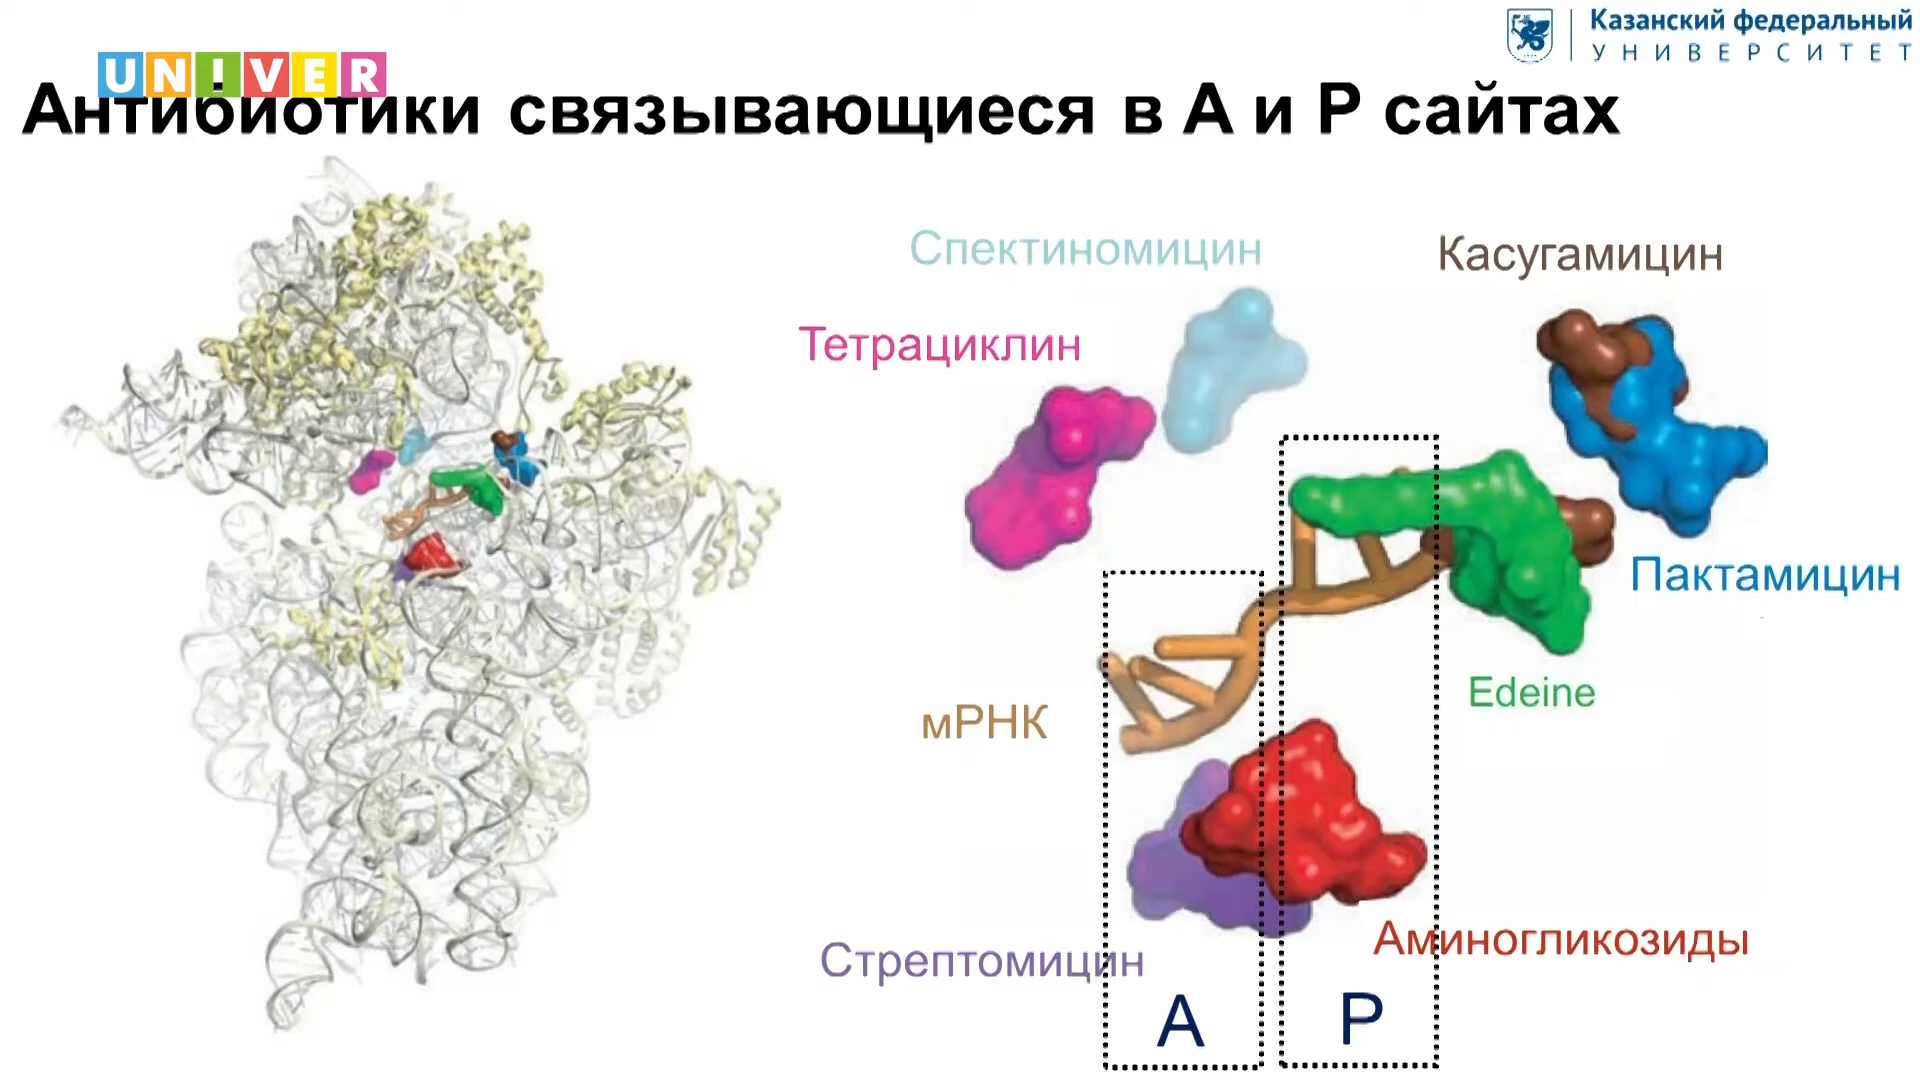 Казанский федеральный
УНИВЕРСИТЕТ
UNIVER
Антибиотики связывающиеся в А и Р сайтах
Спектиномицин
Касугамицин
Тетрациклин
Пактамицин
Edeine
мРНК
Аминогликозиды
Стрептомицин
А
Р